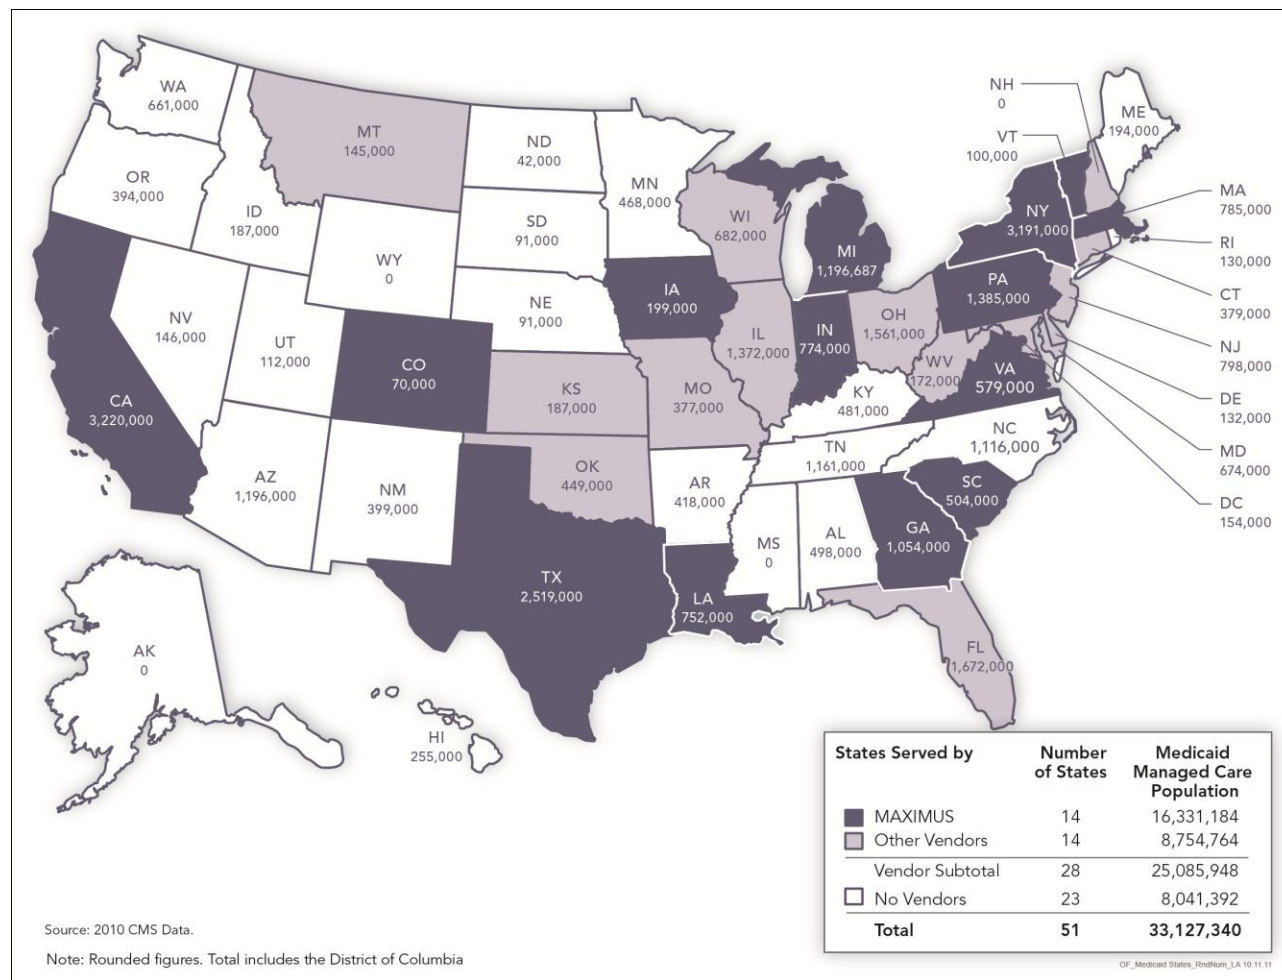 WA
661,000
OR
394,000
ID
187,000
MT
145,000
WY
0
ND
42,000
SD
91,000
NE
91,000
MN
468,000
WI
682,000
IA
199,000
MI
1,196,687
NV
146,000
UT
112,000
CO
70,000
KS
187,000
MO
377,000
IL
1,372,000
IN
774,000
OH
1,561,000
WV
172,000
KY
481,000
VA
579,000
PA
1,385,000
NY
3,191,000
NH
0
VT
100,000
ME
194,000
MA
785,000
RI
130,000
CT
379,000
NJ
798,000
DE
132,000
MD
674,000
DC
154,000
CA
3,220,000
AZ
1,196,000
NM
399,000
OK
449,000
AR
418,000
TN
1,161,000
NC
1,116,000
SC
504,000
GA
1,054,000
AL
498,000
MS
0
LA
752,000
TX
2,519,000
FL
1,672,000
AK
0
HI
255,000
States Served by Number of States Medicaid Managed Care Population
MAXIMUS 14 16,331,184
Other Vendors 14 8,754,764
Vendor Subtotal 28 25,085,948
No Vendors 23 8,041,392
Total 51 33,127,340
Source: 2010 CMS Data.
Note: Rounded figures. Total includes the District of Columbia
OF_Medicaid States_RndNum_LA 10.11.11